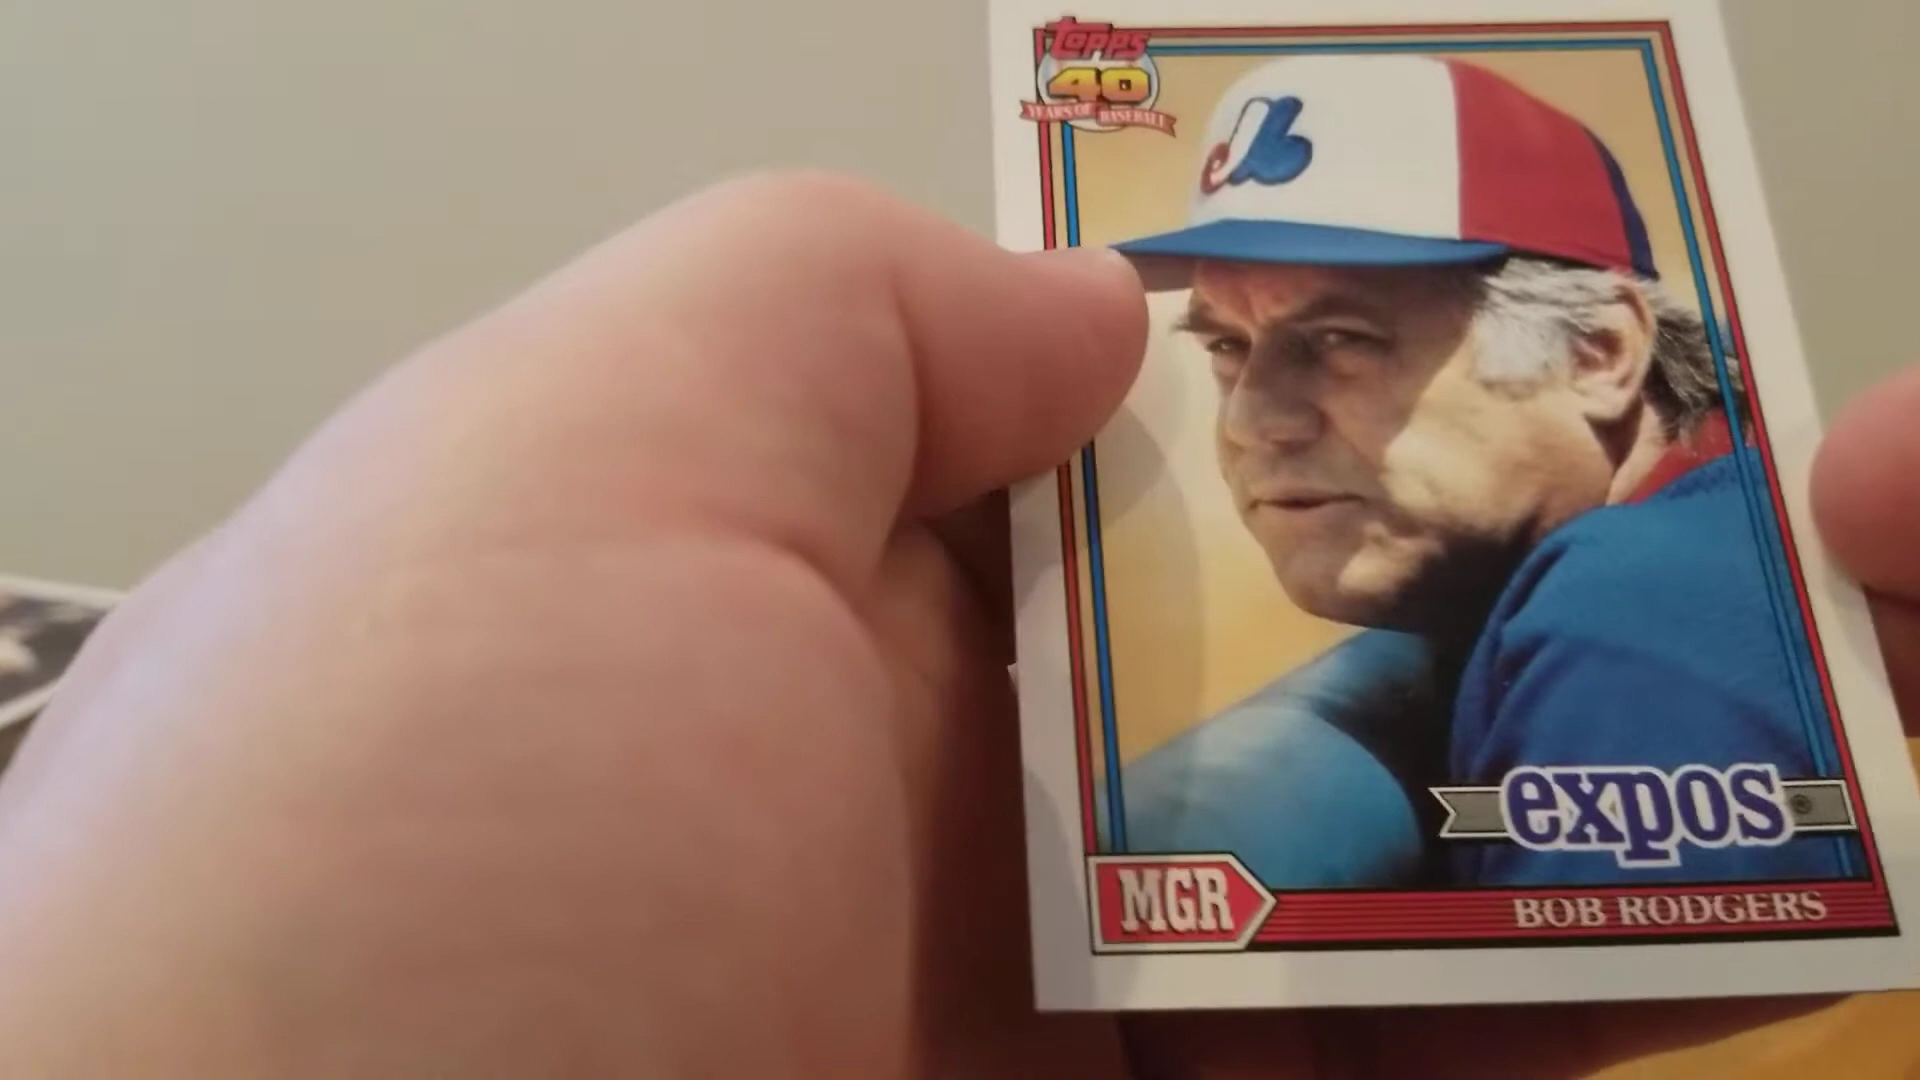 topps
40
YEARS OF BASEBALL
expos
MGR
BOB RODGERS